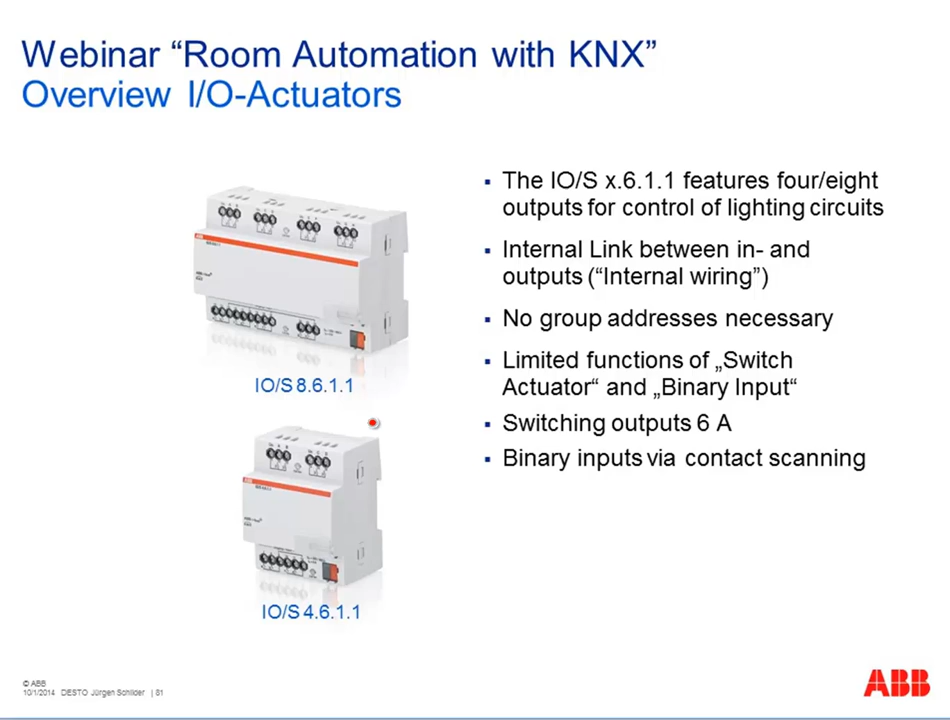 Webinar “Room Automation with KNX”
Overview I/O-Actuators
▪ The IO/S x.6.1.1 features four/eight
outputs for control of lighting circuits
▪ Internal Link between in- and
outputs (“Internal wiring”)
▪ No group addresses necessary
▪ Limited functions of „Switch
Actuator“ and „Binary Input“
▪ Switching outputs 6 A
▪ Binary inputs via contact scanning
ABB
IO/S 8.6.1.1
ABB
IO/S 4.6.1.1
© ABB
10/1/2014 DESTO Jürgen Schilder | 81
ABB